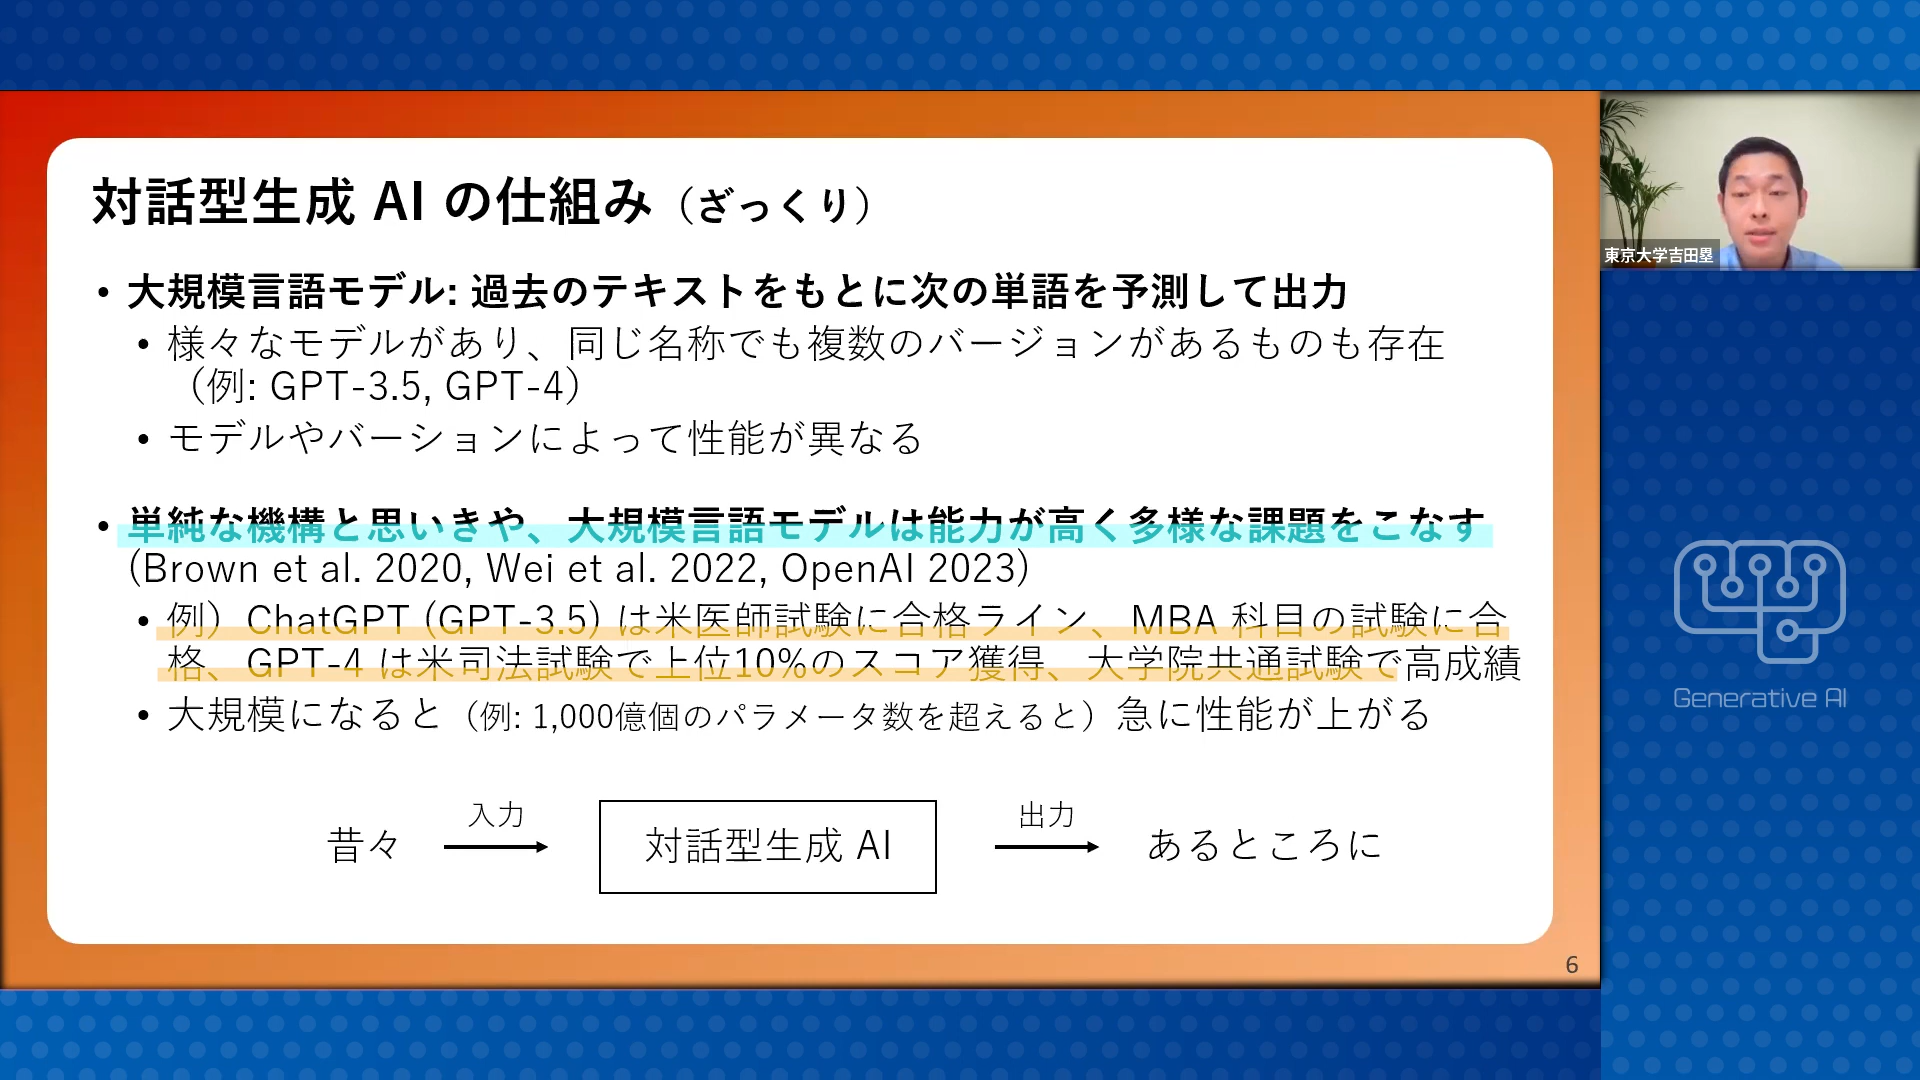 対話型生成 AI の仕組み（ざっくり）
• 大規模言語モデル: 過去のテキストをもとに次の単語を予測して出力
• 様々なモデルがあり、同じ名称でも複数のバージョンがあるものも存在
（例: GPT-3.5, GPT-4）
• モデルやバーションによって性能が異なる
• 単純な機構と思いきや、大規模言語モデルは能力が高く多様な課題をこなす
(Brown et al. 2020, Wei et al. 2022, OpenAI 2023)
• 例）ChatGPT (GPT-3.5) は米医師試験に合格ライン、MBA 科目の試験に合
格、GPT-4 は米司法試験で上位10%のスコア獲得、大学院共通試験で高成績
• 大規模になると（例: 1,000億個のパラメータ数を超えると）急に性能が上がる
昔々
入力
対話型生成 AI
出力
あるところに
6
東京大学吉田塁
Generative AI